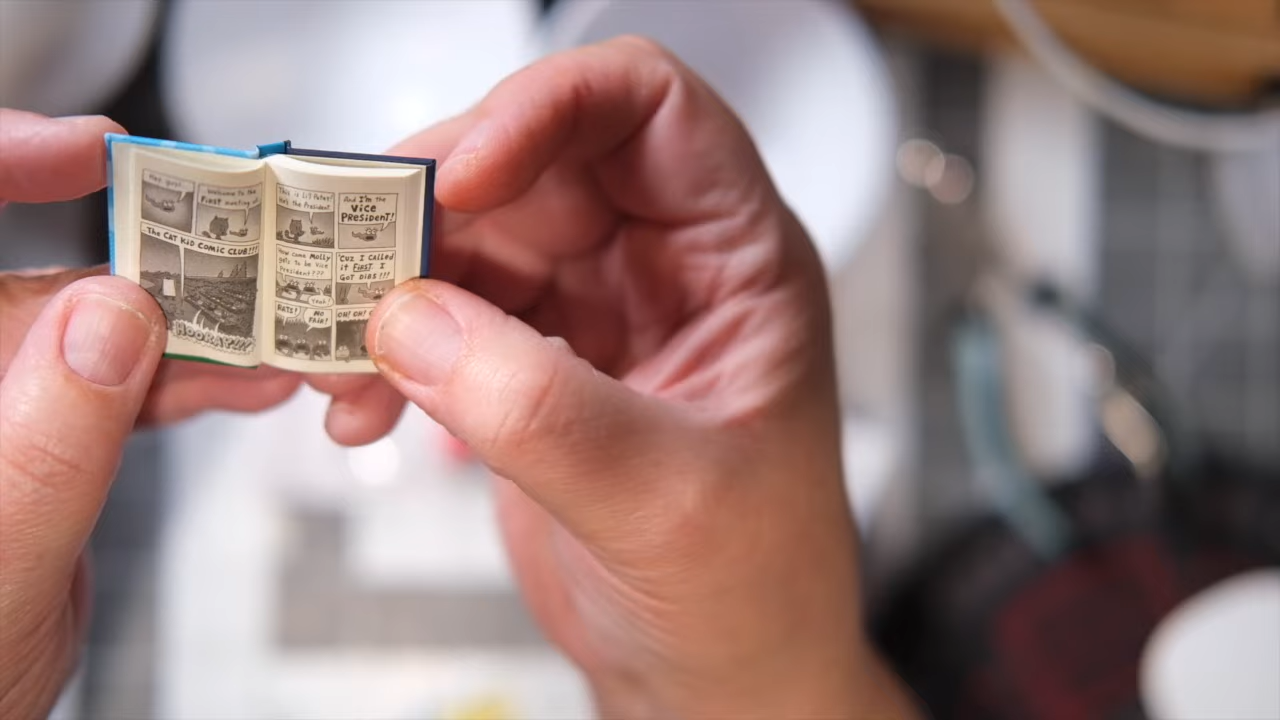 Hey guys!
Welcome to the
FIRST meeting of
The CAT KID COMIC CLUB!!!
HOORAY!!!
This is Li'l Petey!
He's the President.
And I'm the
VICE
PRESIDENT!
How come Molly
gets to be vice
President???
Yeah!
'Cuz I called
it FIRST. I
GOT DIBS!!!
RATS!
NO
FAIR!
OH! OH!